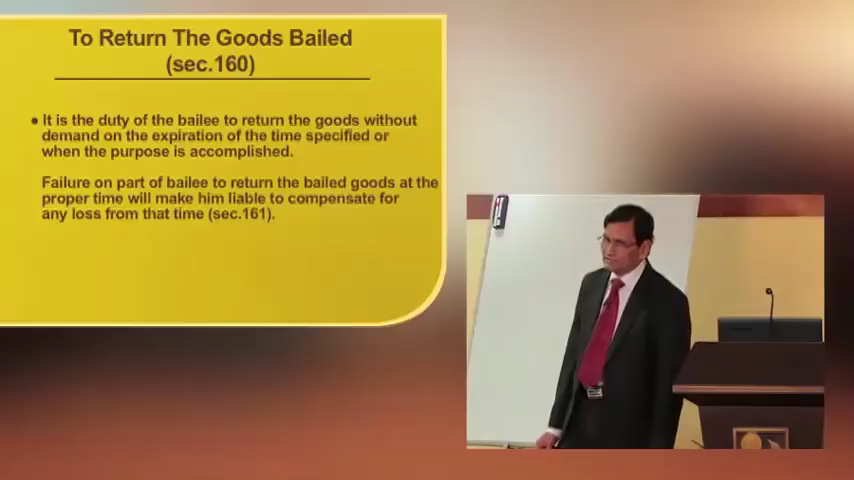 To Return The Goods Bailed
(sec.160)
● It is the duty of the bailee to return the goods without
demand on the expiration of the time specified or
when the purpose is accomplished.
Failure on part of bailee to return the bailed goods at the
proper time will make him liable to compensate for
any loss from that time (sec.161).